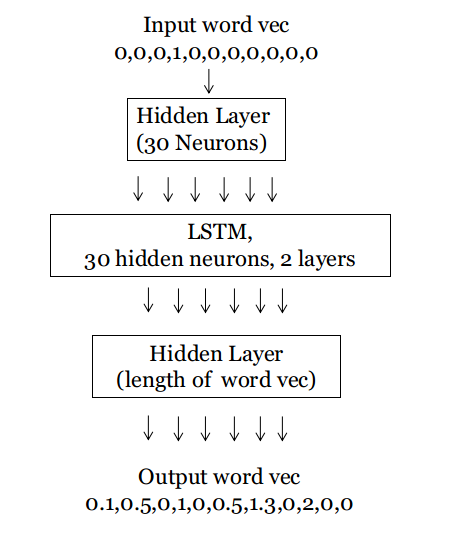 Input word vec
0,0,0,1,0,0,0,0,0,0,0
Hidden Layer
(30 Neurons)
LSTM,
30 hidden neurons, 2 layers
Hidden Layer
(length of word vec)
Output word vec
0.1,0.5,0,1,0,0.5,1.3,0,2,0,0